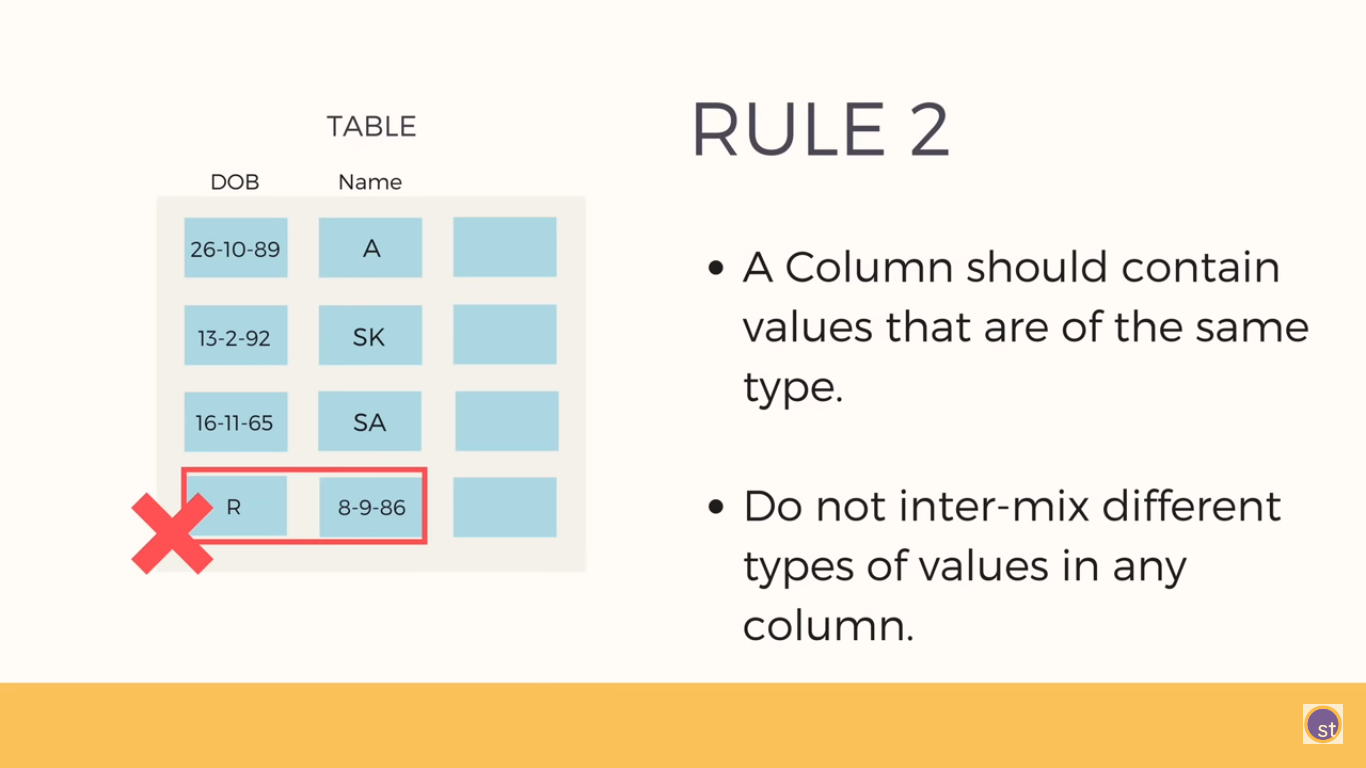 TABLE
DOB Name
26-10-89 A
13-2-92 SK
16-11-65 SA
R 8-9-86
RULE 2
• A Column should contain
values that are of the same
type.
• Do not inter-mix different
types of values in any
column.
st